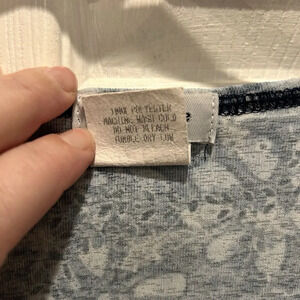 100% POLYESTER
MACHINE WASH COLD
DO NOT BLEACH
TUMBLE DRY LOW